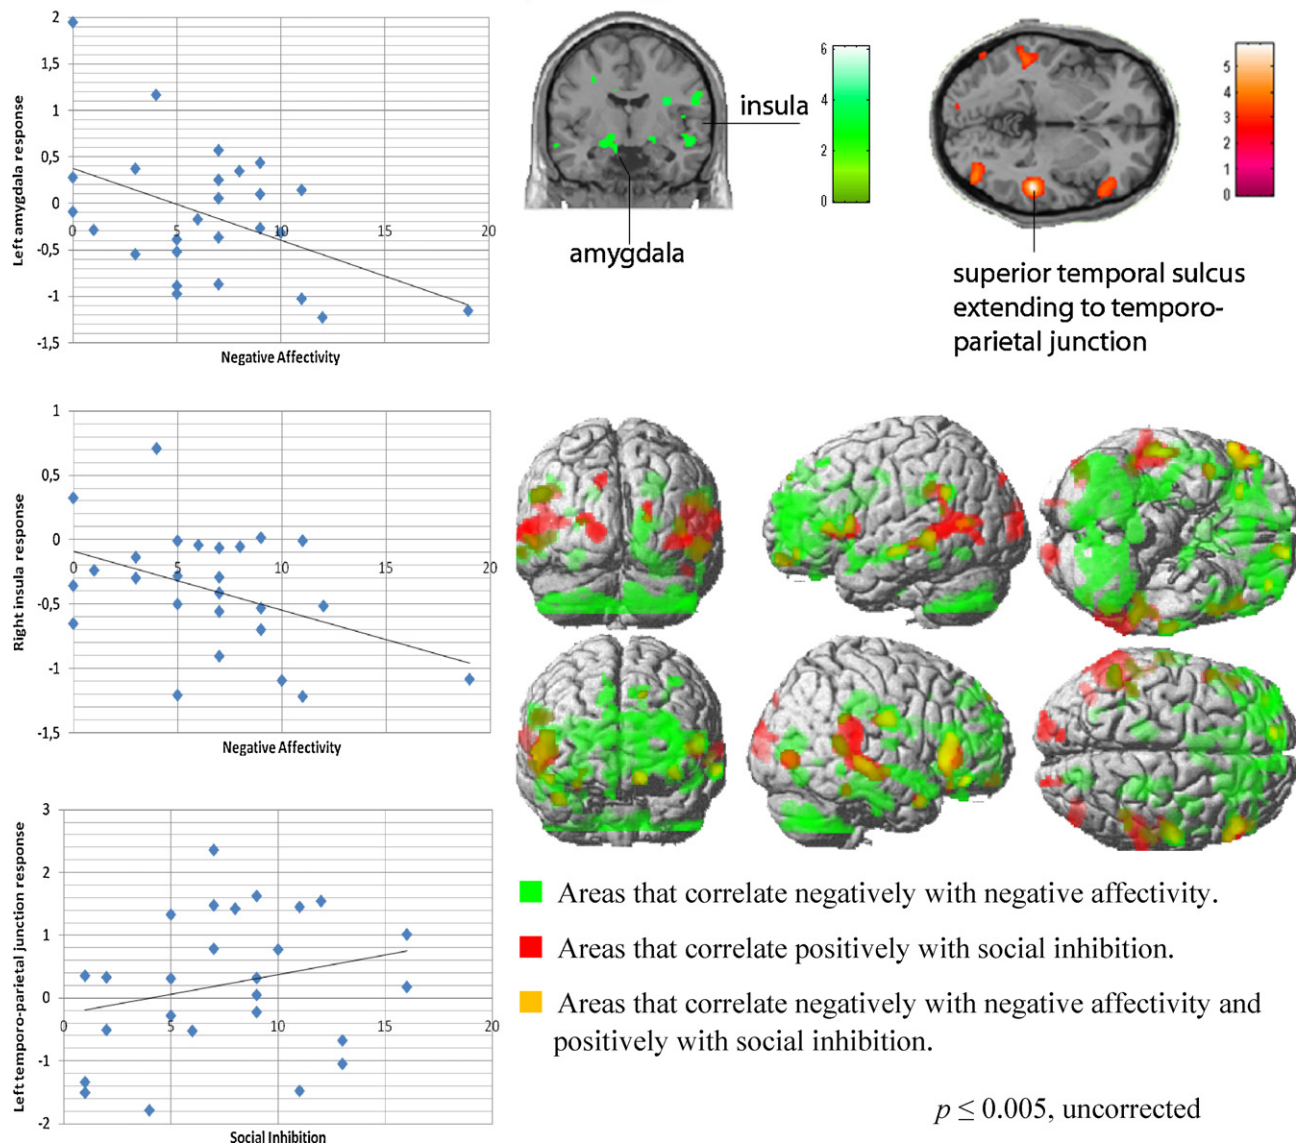 2
1,5
1
0,5
0
-0,5
-1
-1,5
0
5
10
15
20
Left amygdala response
Negative Affectivity
insula
amygdala
6
4
2
0
superior temporal sulcus
extending to temporo-
parietal junction
5
4
3
2
1
0
1
0,5
0
-0,5
-1
-1,5
0
5
10
15
20
Right insula response
Negative Affectivity
3
2
1
0
-1
-2
0
5
10
15
20
Left temporo-parietal junction response
Social Inhibition
Areas that correlate negatively with negative affectivity.
Areas that correlate positively with social inhibition.
Areas that correlate negatively with negative affectivity and
positively with social inhibition.
p ≤ 0.005, uncorrected